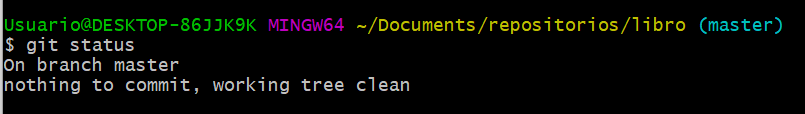 Usuario@DESKTOP-86JJK9K MINGW64 ~/Documents/repositorios/libro (master)
$ git status
On branch master
nothing to commit, working tree clean